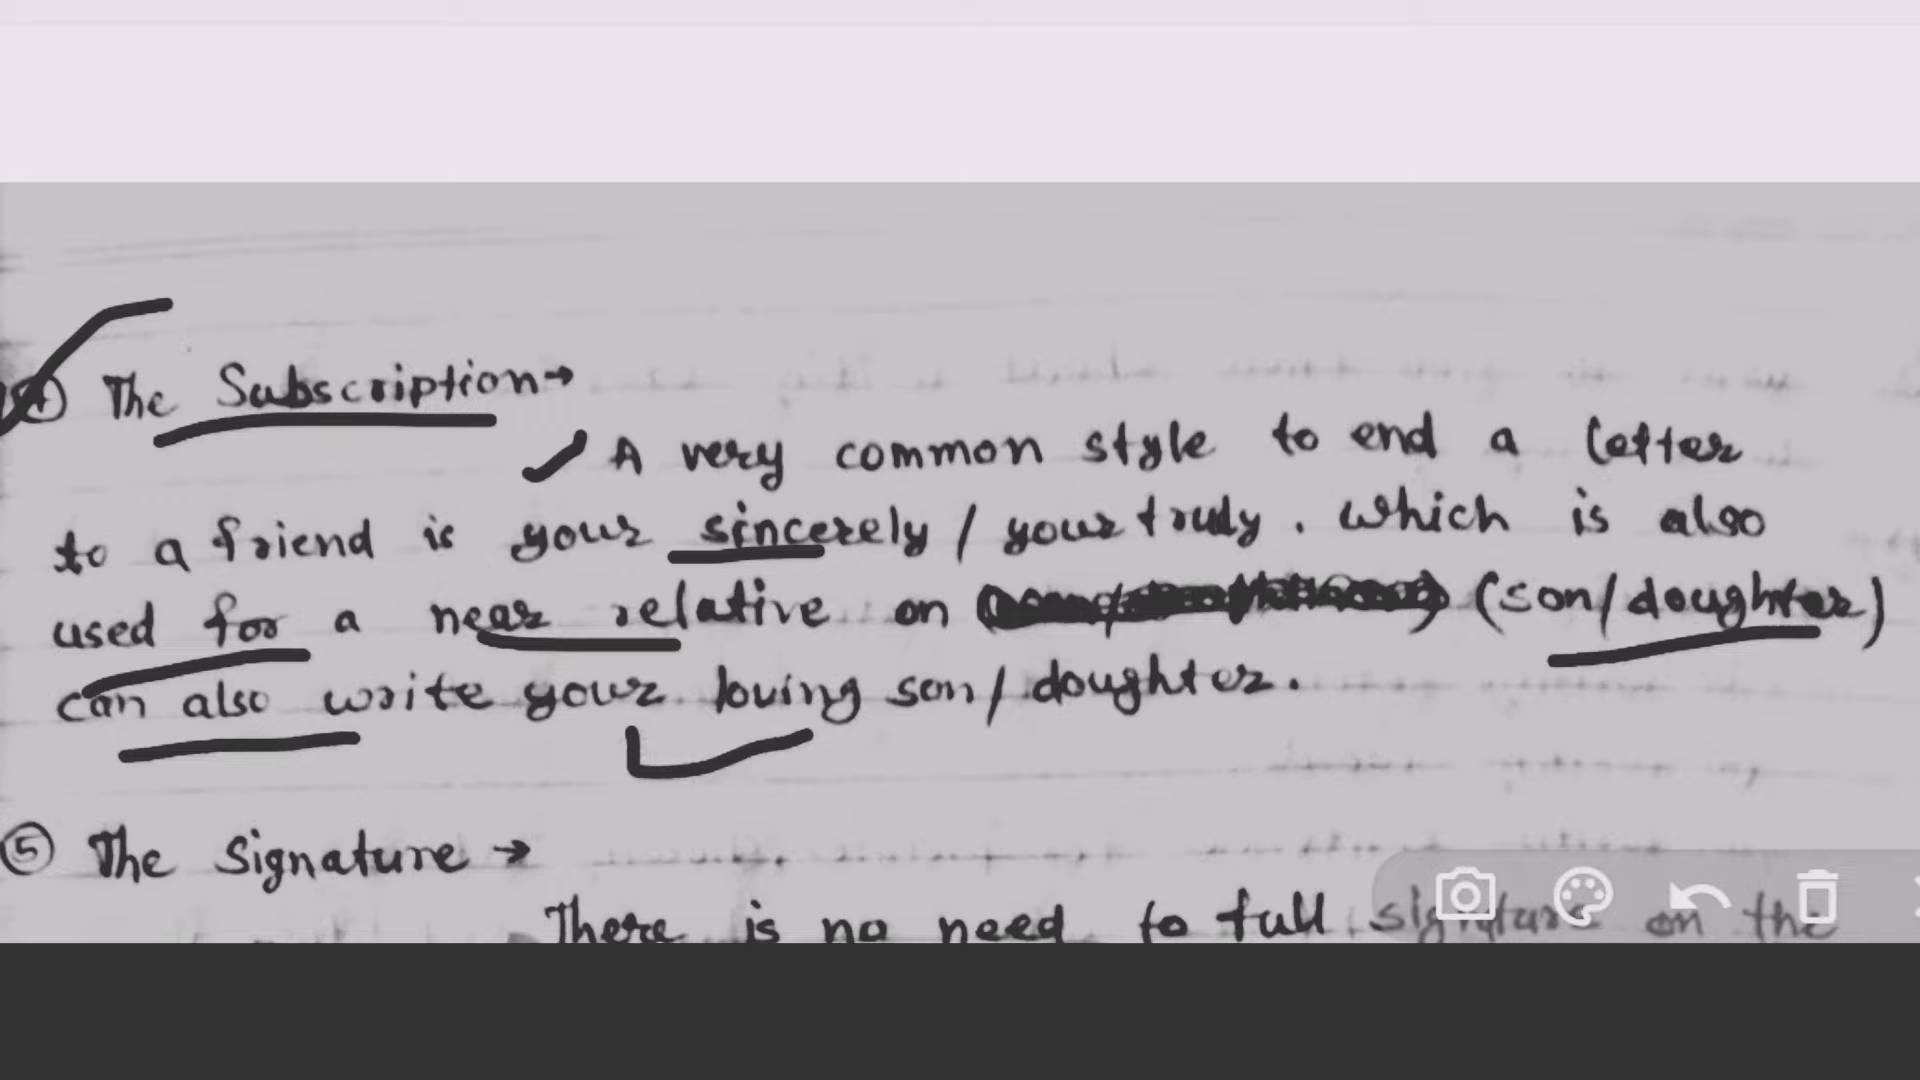 ④ The Subscription→
A very common style to end a letter
to a friend is your sincerely / your truly. which is also
used for a near relative on (son/doughter)
can also write your loving son/doughter.
⑤ The Signature →
There is no need to full signature on the